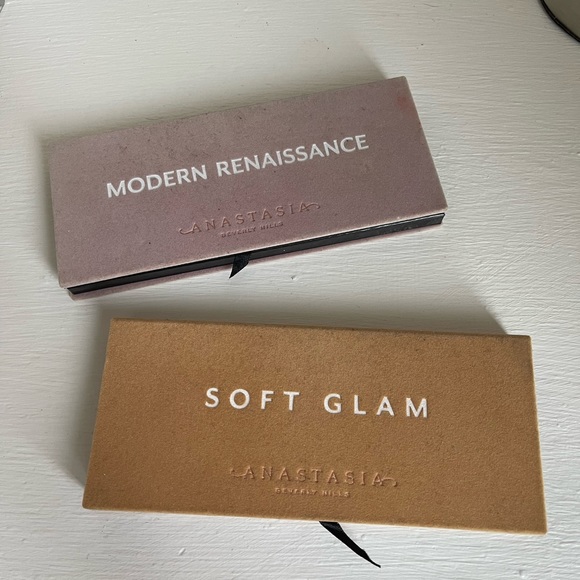 MODERN RENAISSANCE
ANASTASIA
BEVERLY HILLS
SOFT GLAM
ANASTASIA
BEVERLY HILLS